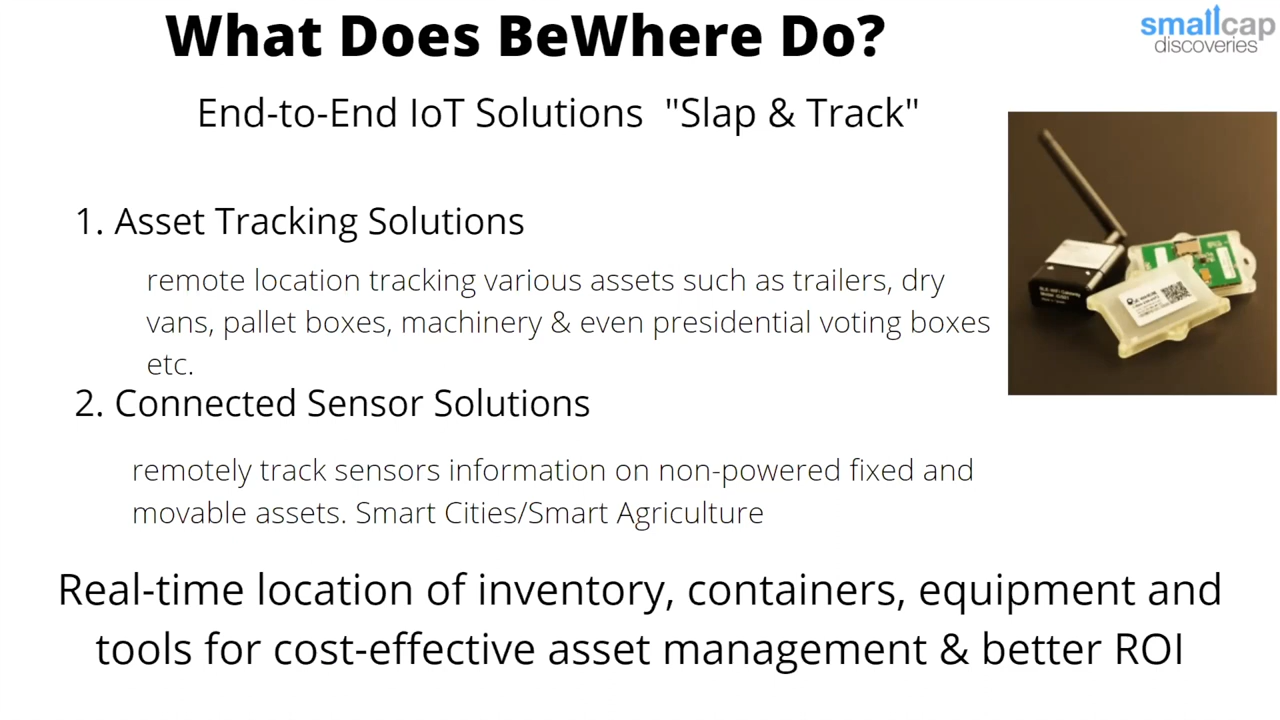 What Does BeWhere Do?
smallcap
discoveries
End-to-End IoT Solutions "Slap & Track"
1. Asset Tracking Solutions
remote location tracking various assets such as trailers, dry
vans, pallet boxes, machinery & even presidential voting boxes
etc.
2. Connected Sensor Solutions
remotely track sensors information on non-powered fixed and
movable assets. Smart Cities/Smart Agriculture
Real-time location of inventory, containers, equipment and
tools for cost-effective asset management & better ROI